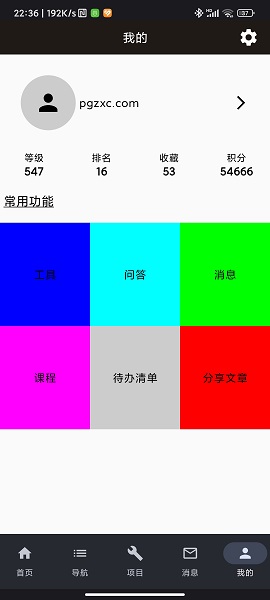 22:36 | 192K/s
我的
pgzxc.com
等级 排名 收藏 积分
547 16 53 54666
常用功能
工具 问答 消息
课程 待办清单 分享文章
首页 导航 项目 消息 我的